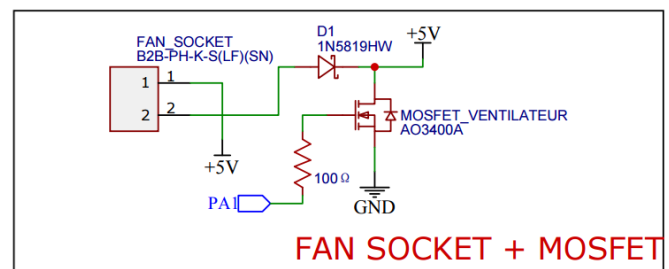 D1
1N5819HW
+5V
FAN_SOCKET
B2B-PH-K-S(LF)(SN)
1 1
2 2
MOSFET_VENTILATEUR
AO3400A
+5V
100Ω
PA1
GND
FAN SOCKET + MOSFET